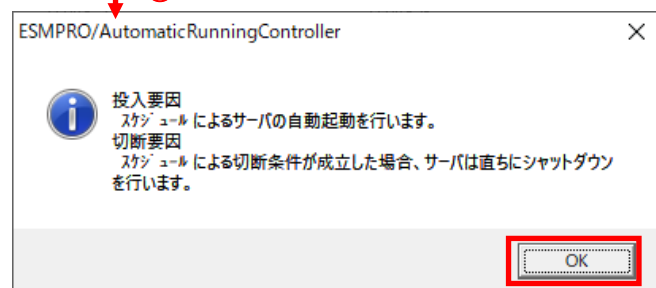 ESMPRO/AutomaticRunningController
投入要因
ｽｹｼﾞｭｰﾙによるサーバの自動起動を行います。
切断要因
ｽｹｼﾞｭｰﾙによる切断条件が成立した場合、サーバは直ちにシャットダウン
を行います。
OK